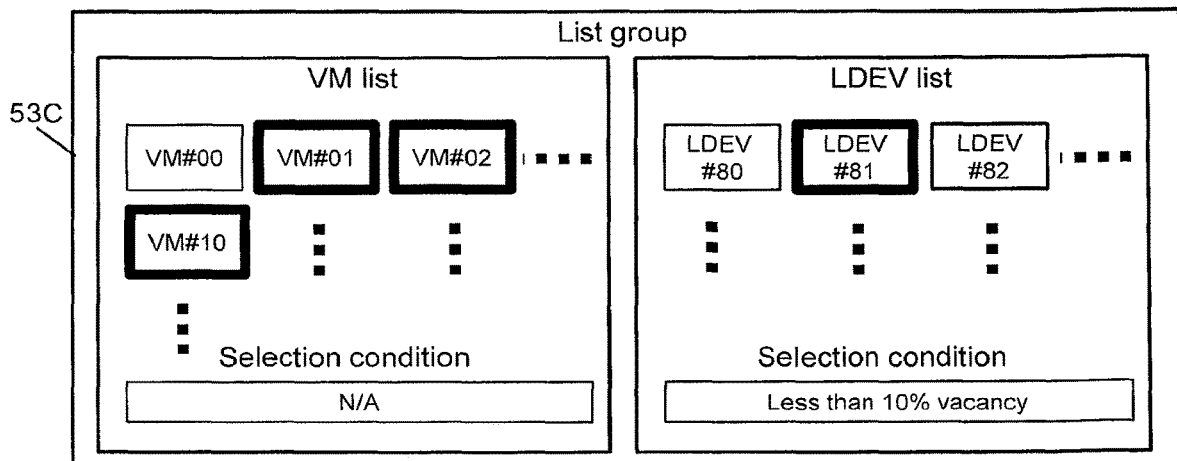 List group
53C
VM list
VM#00
VM#01
VM#02
VM#10
Selection condition
N/A
LDEV list
LDEV
#80
LDEV
#81
LDEV
#82
Selection condition
Less than 10% vacancy